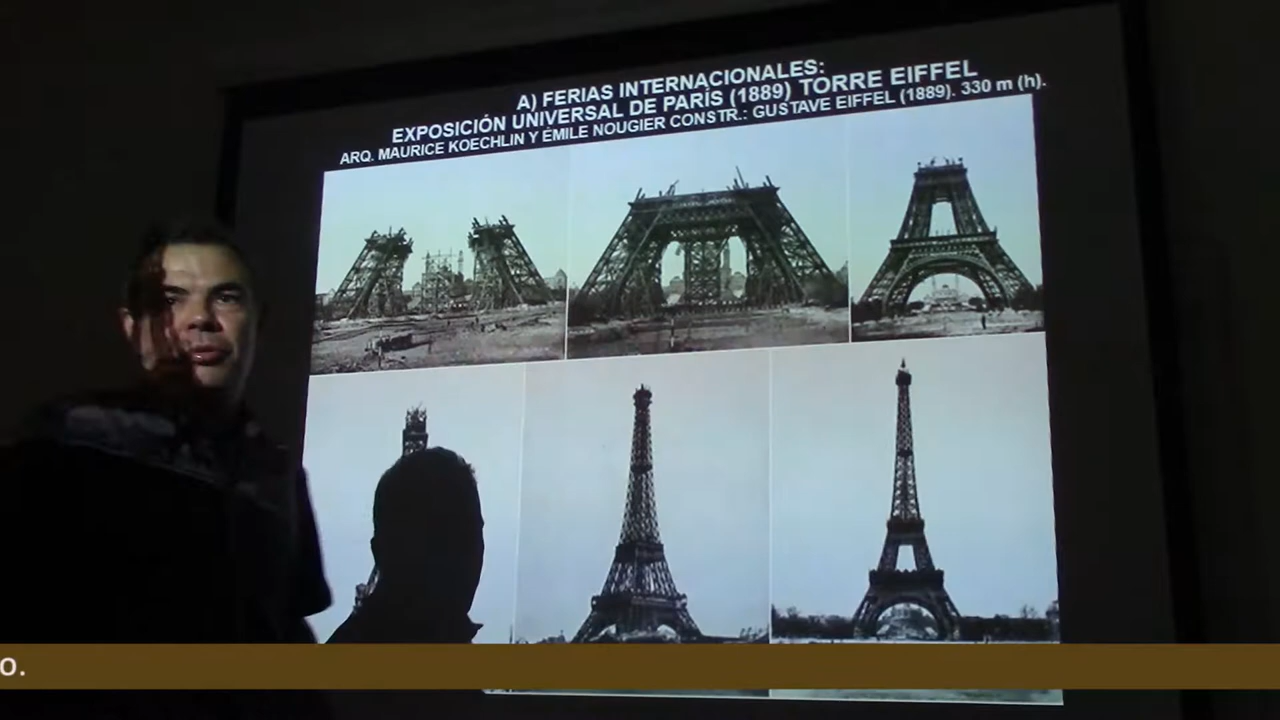 A) FERIAS INTERNACIONALES:
EXPOSICIÓN UNIVERSAL DE PARÍS (1889) TORRE EIFFEL
ARQ. MAURICE KOECHLIN Y ÉMILE NOUGIER CONSTR.: GUSTAVE EIFFEL (1889). 330 m (h).
o.